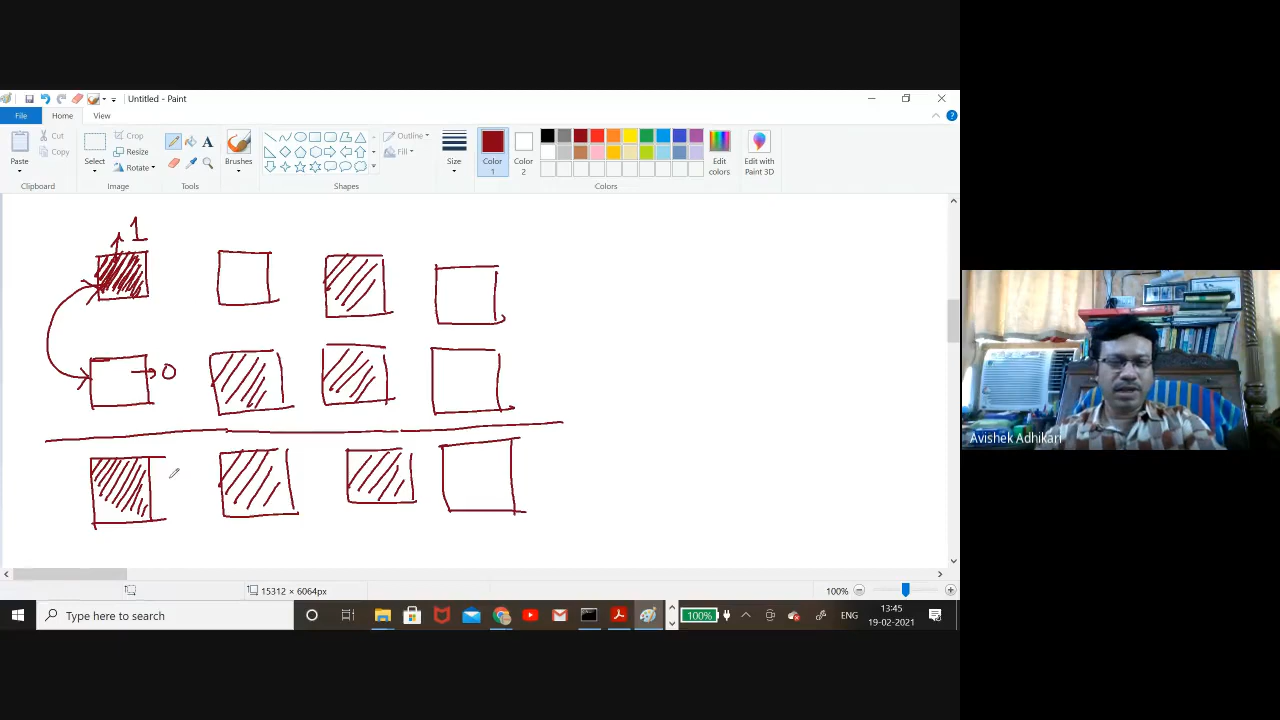 Untitled - Paint
File
Home
View
Paste
Cut
Copy
Clipboard
Select
Crop
Resize
Rotate
Image
A
Tools
Brushes
Outline
Fill
Shapes
Size
Color 1
Color 2
Edit colors
Edit with Paint 3D
Colors
1
0
Avishek Adhikari
15312 × 6064px
100%
Type here to search
100%
ENG
13:45
19-02-2021